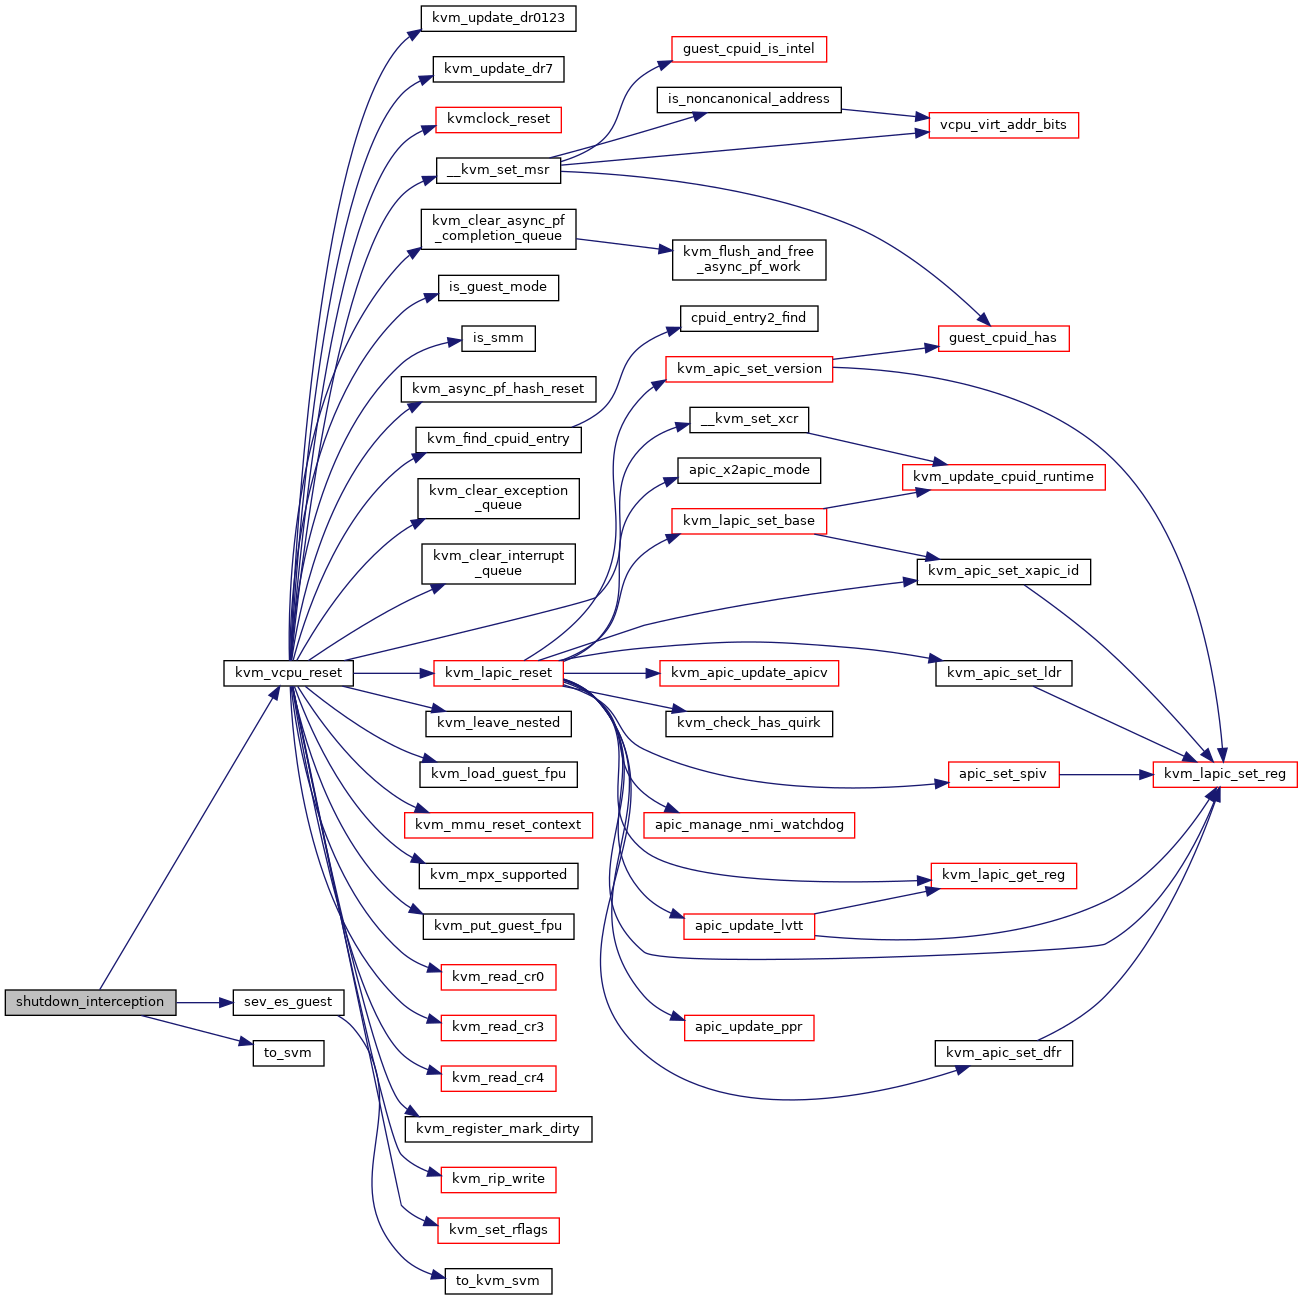 kvm_update_dr0123
kvm_update_dr7
kvmclock_reset
__kvm_set_msr
kvm_clear_async_pf
_completion_queue
is_guest_mode
is_smm
kvm_async_pf_hash_reset
kvm_find_cpuid_entry
kvm_clear_exception
_queue
kvm_clear_interrupt
_queue
kvm_vcpu_reset
kvm_lapic_reset
kvm_leave_nested
kvm_load_guest_fpu
kvm_mmu_reset_context
kvm_mpx_supported
kvm_put_guest_fpu
kvm_read_cr0
kvm_read_cr3
kvm_read_cr4
kvm_register_mark_dirty
kvm_rip_write
kvm_set_rflags
to_kvm_svm
shutdown_interception
sev_es_guest
to_svm
guest_cpuid_is_intel
is_noncanonical_address
vcpu_virt_addr_bits
kvm_flush_and_free
_async_pf_work
cpuid_entry2_find
guest_cpuid_has
kvm_apic_set_version
__kvm_set_xcr
apic_x2apic_mode
kvm_update_cpuid_runtime
kvm_lapic_set_base
kvm_apic_set_xapic_id
kvm_apic_update_apicv
kvm_apic_set_ldr
kvm_check_has_quirk
apic_set_spiv
kvm_lapic_set_reg
apic_manage_nmi_watchdog
kvm_lapic_get_reg
apic_update_lvtt
apic_update_ppr
kvm_apic_set_dfr